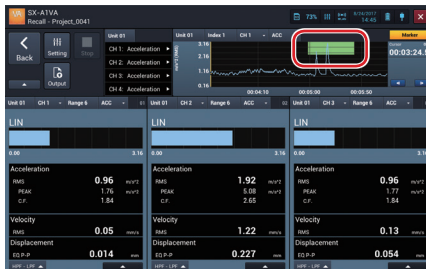 SX-A1VA
Recall - Project_0041
73%
8/24/2017
14:45
Back
Setting
Stop
Output
Unit 01
CH 1: Acceleration
CH 2: Acceleration
CH 3: Acceleration
CH 4: Acceleration
Unit 01 Index 1 CH 1 - ACC
3.16
2.16
1.16
0.16
00:04:10 00:05:00 00:05:50
Marker
00:03:24.
Unit 01 CH 1 - Range 6 ACC - 01
LIN
0.00 3.16
Acceleration
RMS 0.96 m/s^2
PEAK 1.76 m/s^2
C.F. 1.84
Velocity
RMS 0.05 mm/s
Displacement
EQ P-P 0.014 mm
HPF - LPF
Unit 01 CH 2 - Range 6 ACC - 02
LIN
0.00 3.16
Acceleration
RMS 1.92 m/s^2
PEAK 5.08 m/s^2
C.F. 2.65
Velocity
RMS 1.22 mm/s
Displacement
EQ P-P 0.227 mm
HPF - LPF
Unit 01 CH 3 - Range 6 ACC -
LIN
0.00 3.16
Acceleration
RMS 0.96 m/s^2
PEAK 1.77 m/s^2
C.F. 1.84
Velocity
RMS 0.13 mm/s
Displacement
EQ P-P 0.054 mm
HPF - LPF